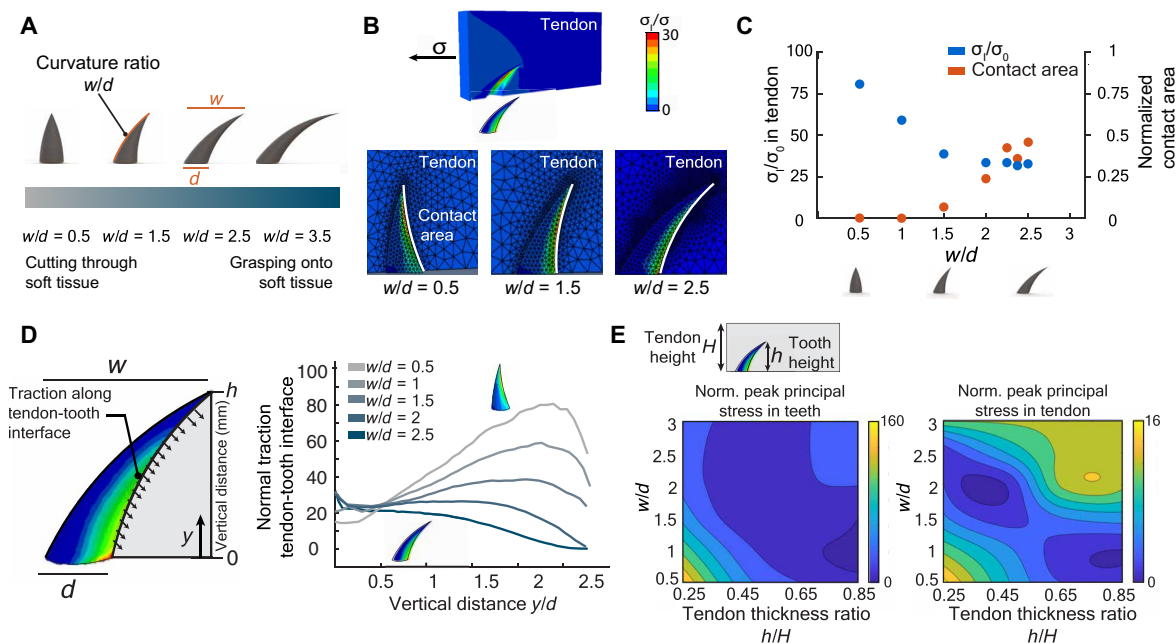 A
Curvature ratio
w/d
w
d
w/d = 0.5 w/d = 1.5 w/d = 2.5 w/d = 3.5
Cutting through
soft tissue
Grasping onto
soft tissue
B
Tendon
σ
σI/σ
30
0
Tendon
Contact
area
Tendon
Tendon
w/d = 0.5
w/d = 1.5
w/d = 2.5
C
σI/σ0
Contact area
σI/σ0 in tendon
100
75
50
25
0
Normalized
contact area
1
0.75
0.5
0.25
0
0.5 1 1.5 2 2.5 3
w/d
D
w
h
Traction along
tendon-tooth
interface
Vertical distance (mm)
y
0
d
Normal traction
tendon-tooth interface
100
80
60
40
20
0
w/d = 0.5
w/d = 1
w/d = 1.5
w/d = 2
w/d = 2.5
0.5 1 1.5 2 2.5
Vertical distance y/d
E
Tendon
height
H
h
Tooth
height
Norm. peak principal
stress in teeth
w/d
3
2.5
2
1.5
1
0.5
160
0
0.25 0.45 0.65 0.85
Tendon thickness ratio
h/H
Norm. peak principal
stress in tendon
w/d
3
2.5
2
1.5
1
0.5
16
0
0.25 0.45 0.65 0.85
Tendon thickness ratio
h/H